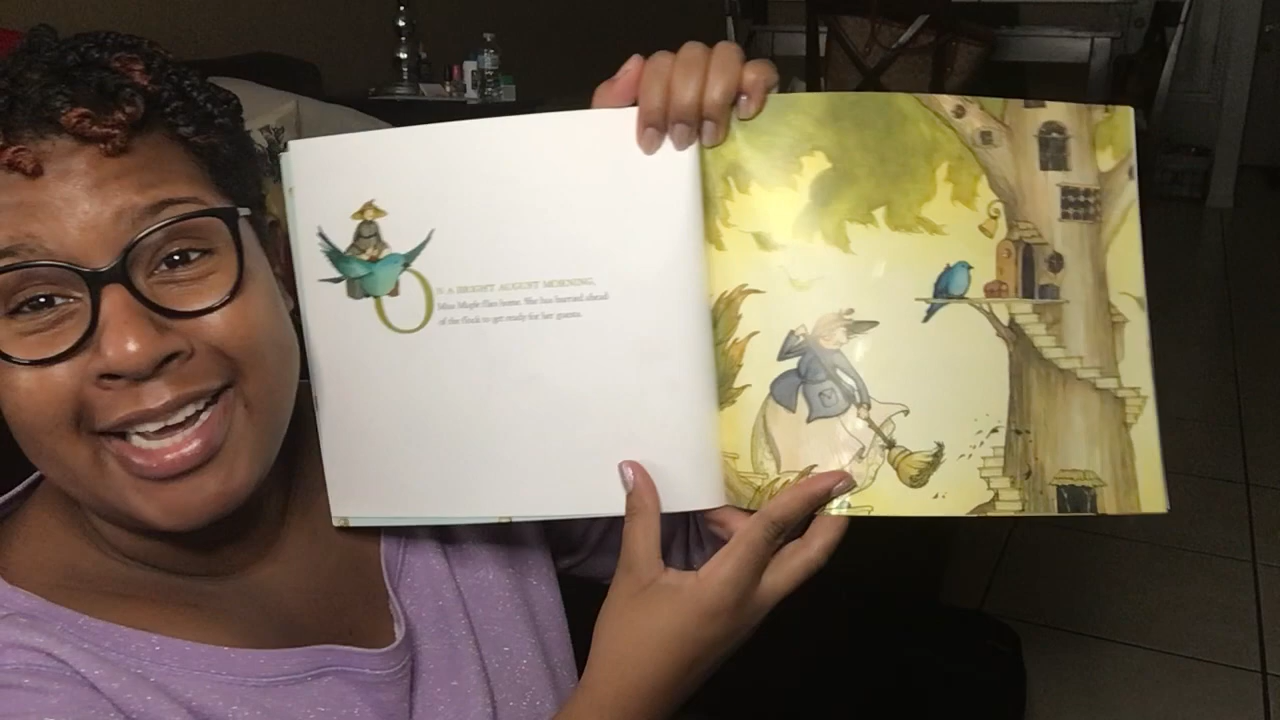 ON A BRIGHT AUGUST MORNING,
Miss Mingle flies home. She has hurried ahead
of the flock to get ready for her guests.